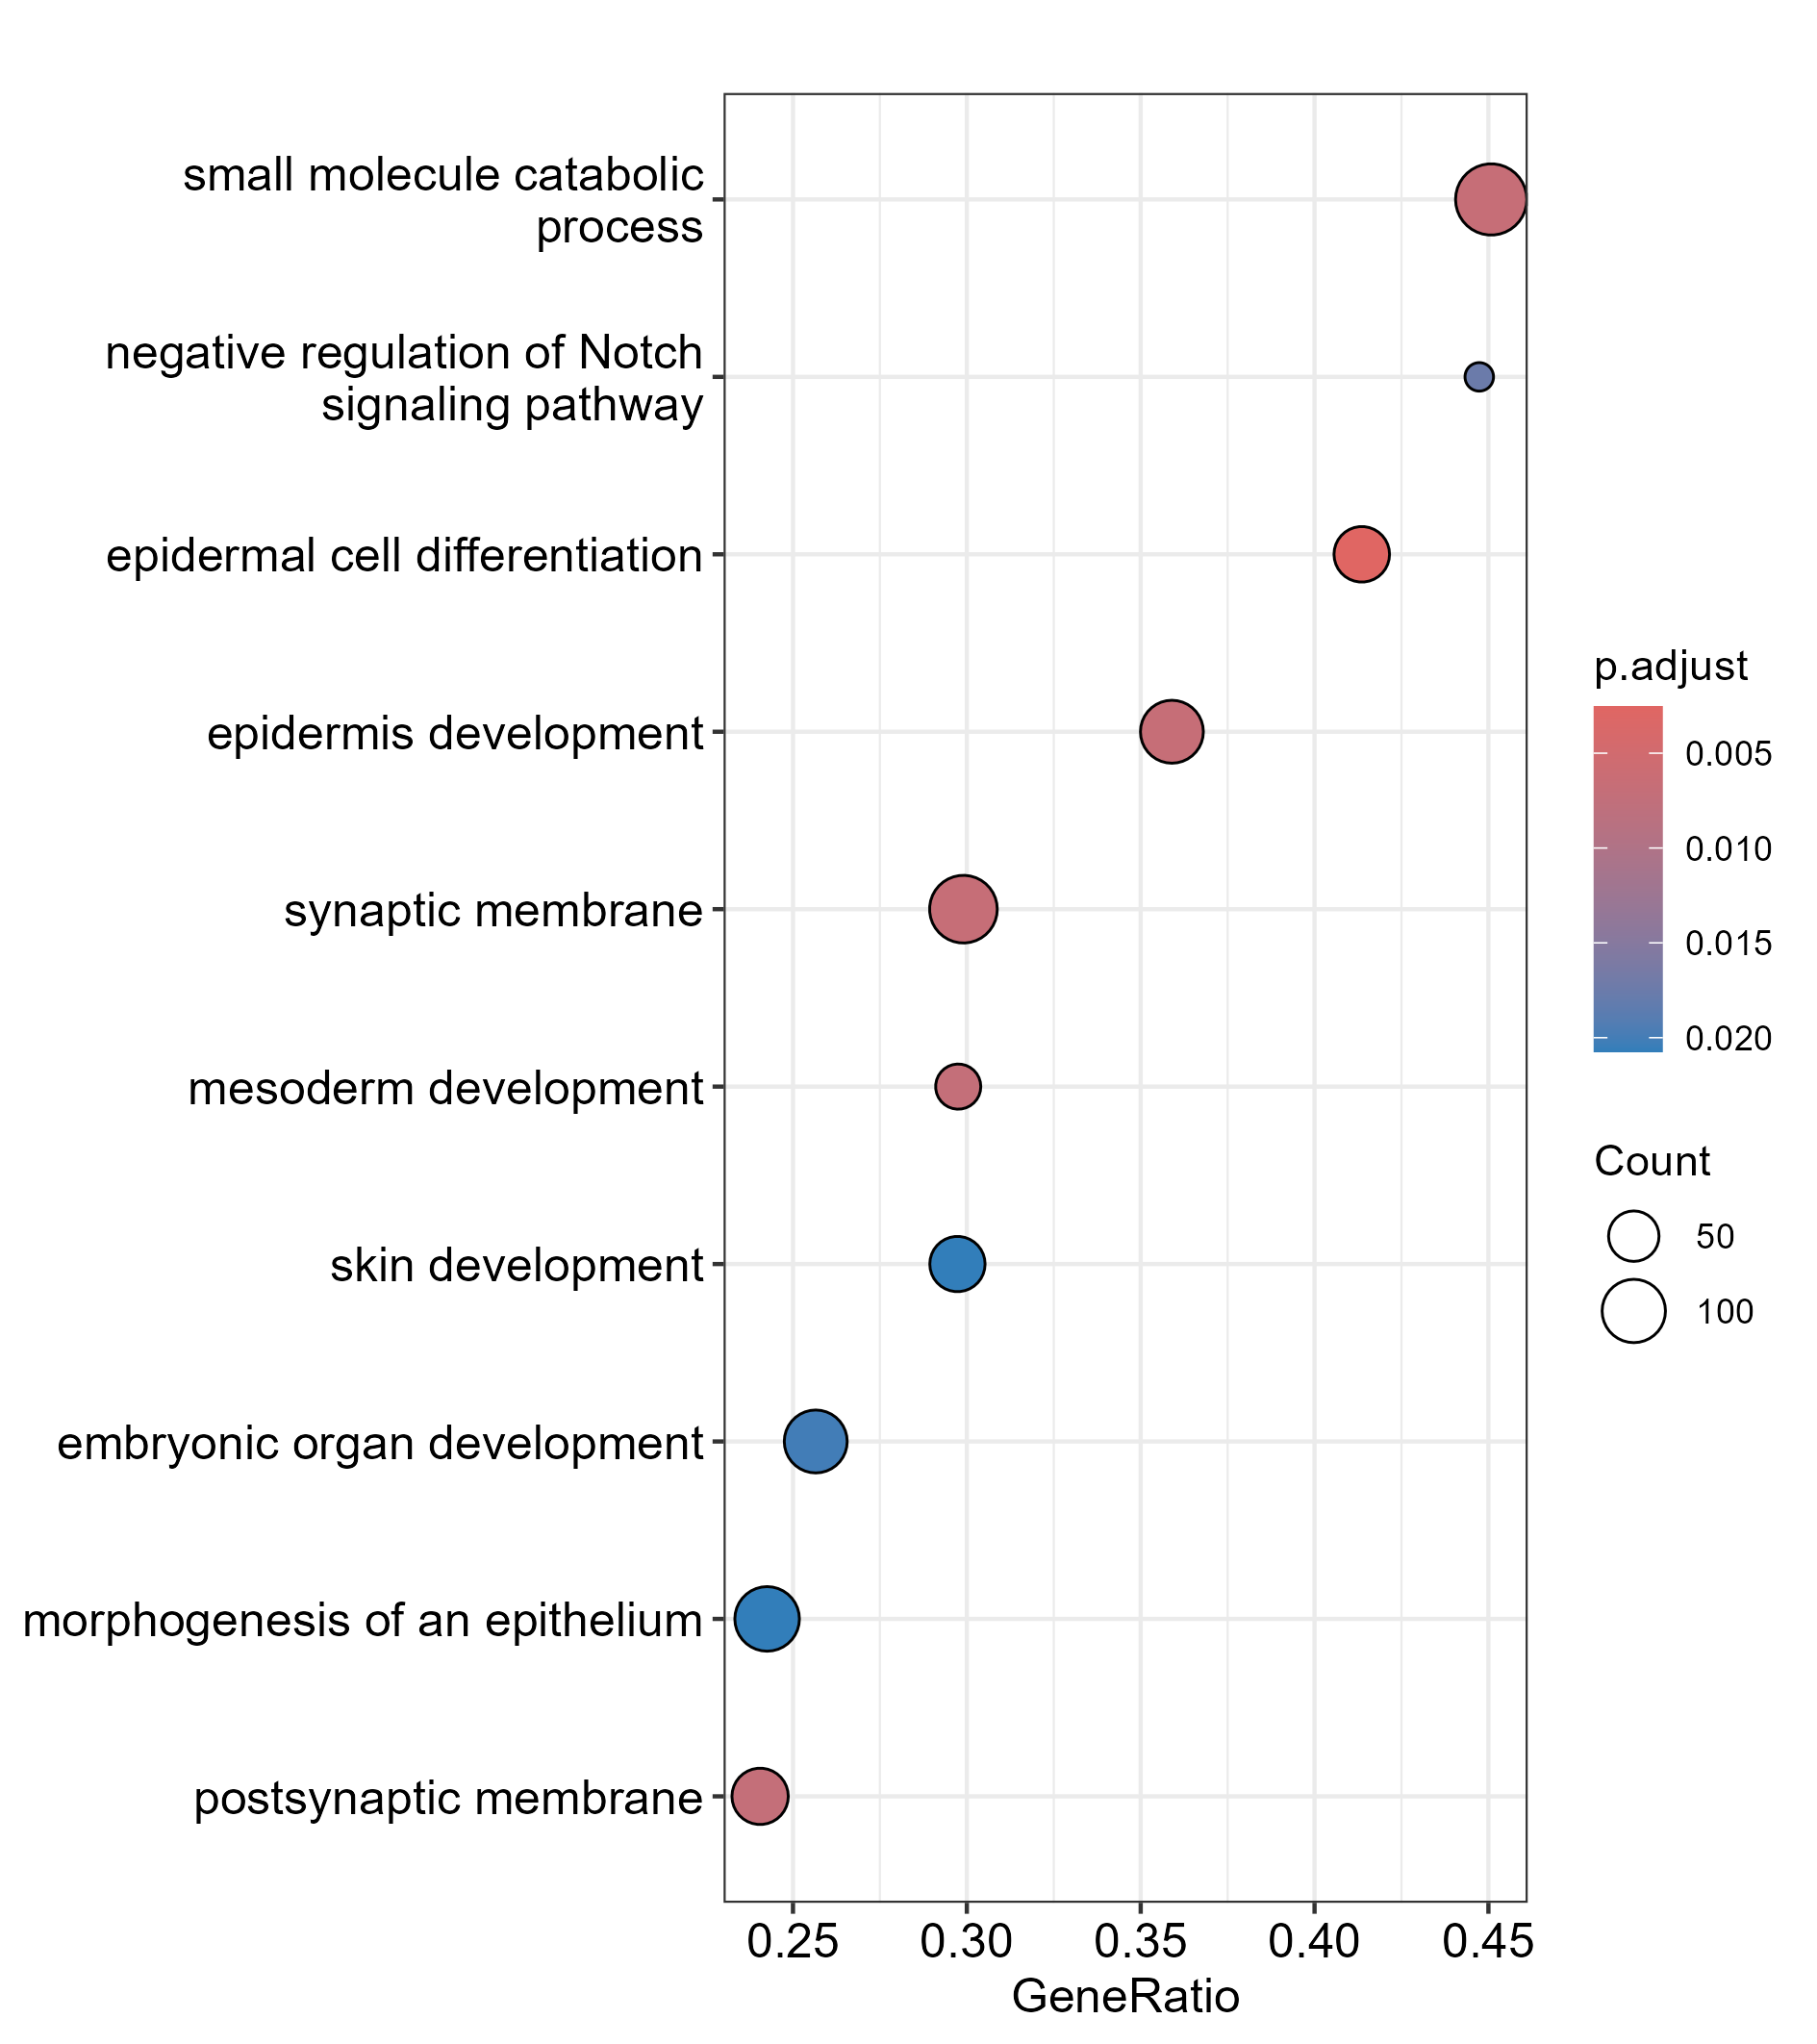 small molecule catabolic
process
negative regulation of Notch
signaling pathway
epidermal cell differentiation
epidermis development
synaptic membrane
mesoderm development
skin development
embryonic organ development
morphogenesis of an epithelium
postsynaptic membrane
0.25
0.30
0.35
0.40
0.45
GeneRatio
p.adjust
0.005
0.010
0.015
0.020
Count
50
100